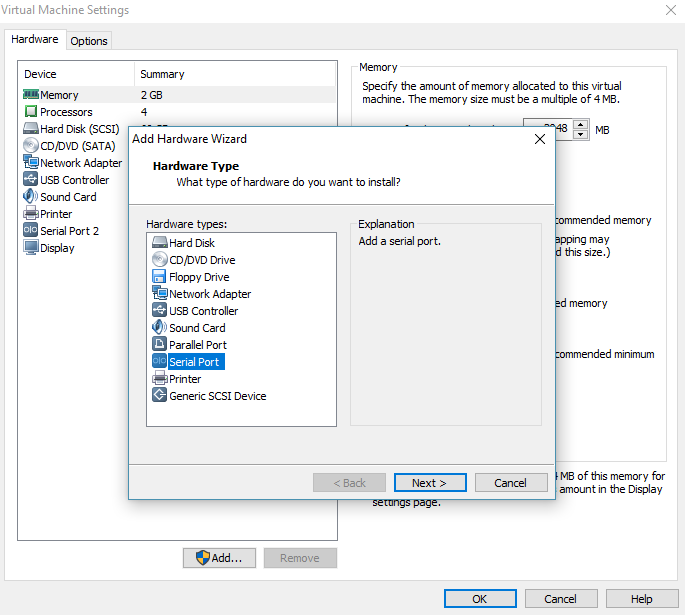 Virtual Machine Settings
Hardware
Options
Device
Summary
Memory
2 GB
Processors
4
Hard Disk (SCSI)
CD/DVD (SATA)
Network Adapter
USB Controller
Sound Card
Printer
Serial Port 2
Display
Add...
Remove
Memory
Specify the amount of memory allocated to this virtual
machine. The memory size must be a multiple of 4 MB.
MB
commended memory
apping may
d this size.)
ed memory
commended minimum
MB of this memory for
amount in the Display
settings page.
Add Hardware Wizard
Hardware Type
What type of hardware do you want to install?
Hardware types:
Hard Disk
CD/DVD Drive
Floppy Drive
Network Adapter
USB Controller
Sound Card
Parallel Port
Serial Port
Printer
Generic SCSI Device
Explanation
Add a serial port.
< Back
Next >
Cancel
OK
Cancel
Help